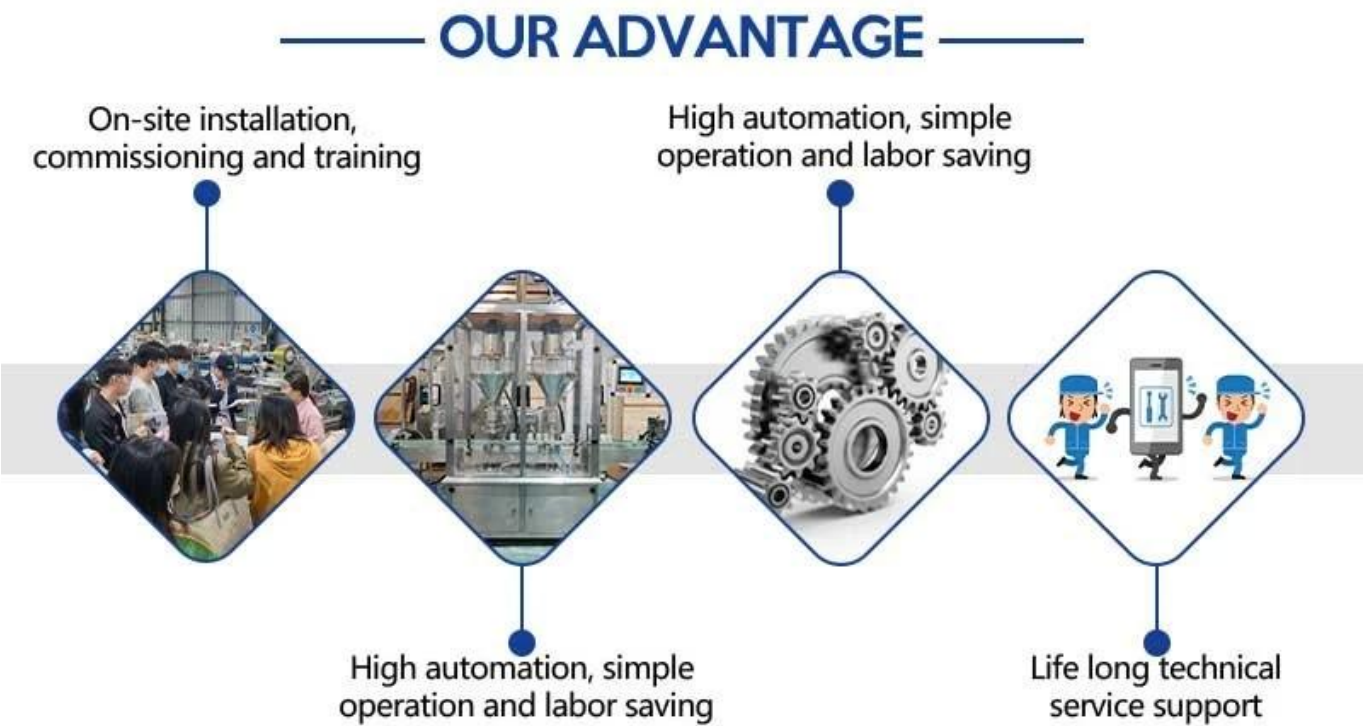 OUR ADVANTAGE
On-site installation,
commissioning and training
High automation, simple
operation and labor saving
High automation, simple
operation and labor saving
Life long technical
service support